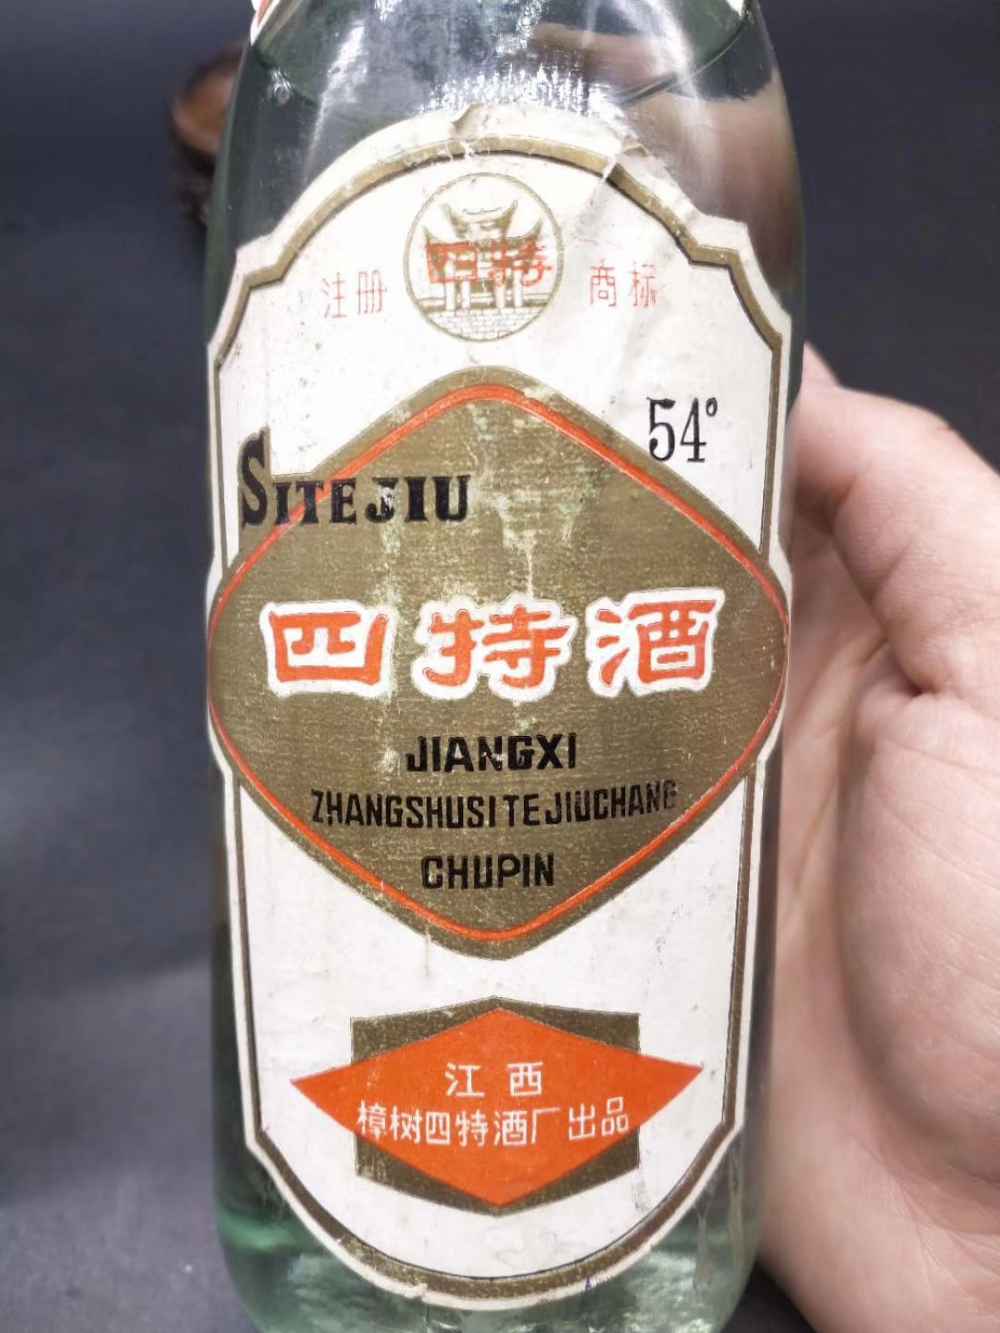 注册 四特 商标
54°
SITEJIU
四特酒
JIANGXI
ZHANGSHUSITEJIUCHANG
CHUPIN
江西
樟树四特酒厂出品